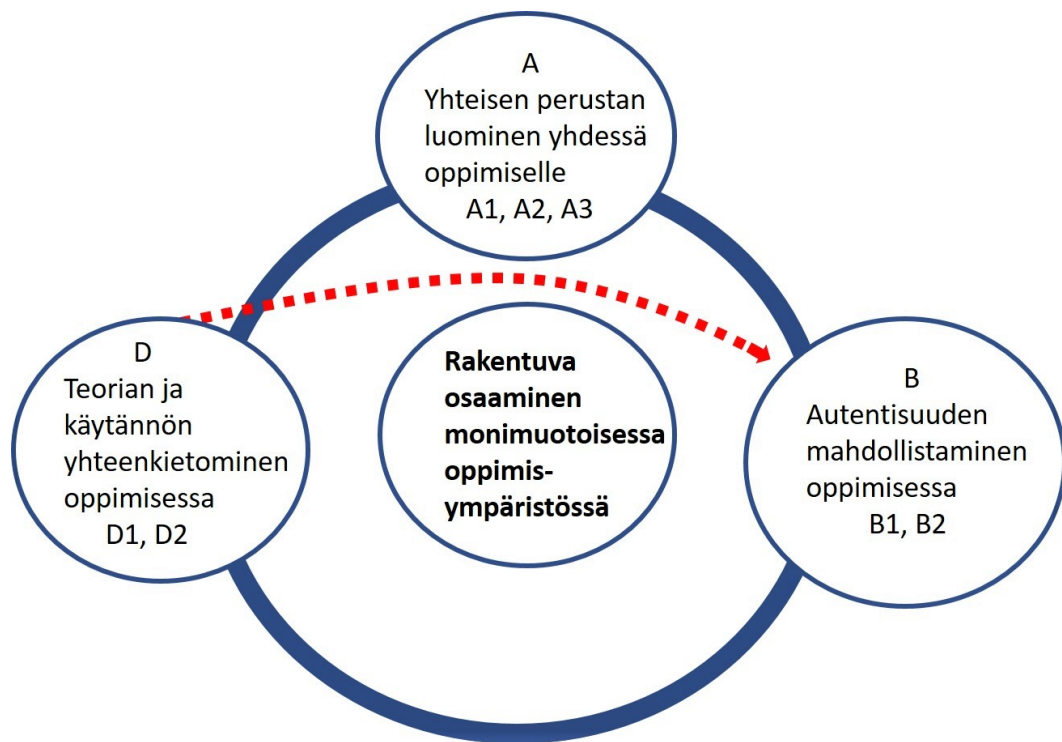 A
Yhteisen perustan
luominen yhdessä
oppimiselle
A1, A2, A3
D
Teorian ja
käytännön
yhteenkietominen
oppimisessa
D1, D2
Rakentuva
osaaminen
monimuotoisessa
oppimis-
ympäristössä
B
Autentisuuden
mahdollistaminen
oppimisessa
B1, B2